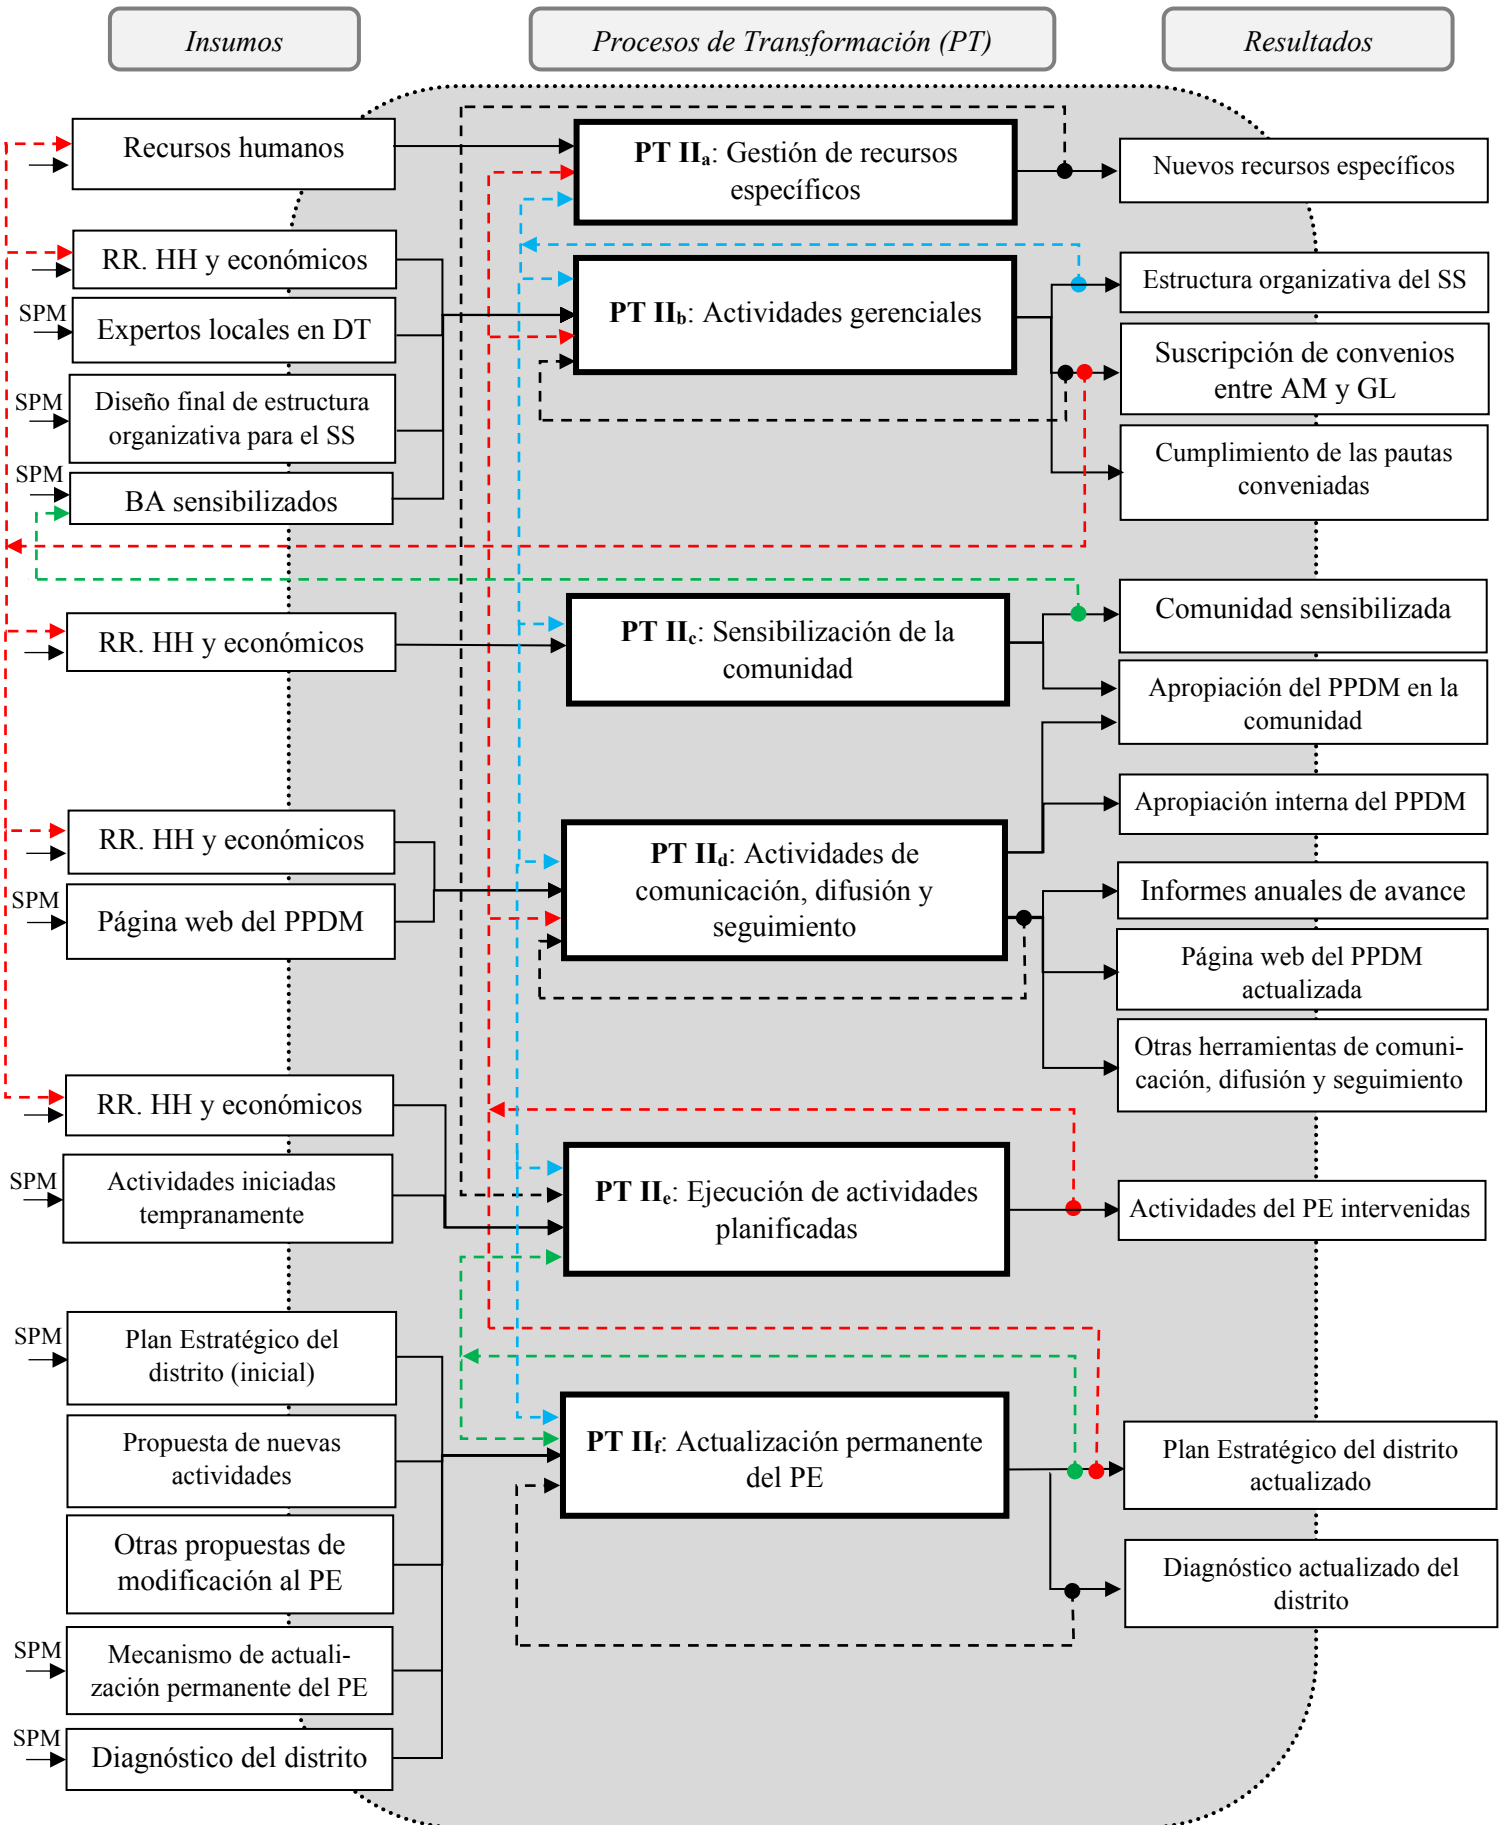 Insumos
Procesos de Transformación (PT)
Resultados
Recursos humanos
PT IIa: Gestión de recursos
específicos
Nuevos recursos específicos
RR. HH y económicos
SPM
Expertos locales en DT
SPM
Diseño final de estructura
organizativa para el SS
SPM
BA sensibilizados
PT IIb: Actividades gerenciales
Estructura organizativa del SS
Suscripción de convenios
entre AM y GL
Cumplimiento de las pautas
conveniadas
RR. HH y económicos
PT IIc: Sensibilización de la
comunidad
Comunidad sensibilizada
Apropiación del PPDM en la
comunidad
RR. HH y económicos
SPM
Página web del PPDM
PT IId: Actividades de
comunicación, difusión y
seguimiento
Apropiación interna del PPDM
Informes anuales de avance
Página web del PPDM
actualizada
Otras herramientas de comuni-
cación, difusión y seguimiento
RR. HH y económicos
SPM
Actividades iniciadas
tempranamente
PT IIe: Ejecución de actividades
planificadas
Actividades del PE intervenidas
SPM
Plan Estratégico del
distrito (inicial)
Propuesta de nuevas
actividades
Otras propuestas de
modificación al PE
SPM
Mecanismo de actuali-
zación permanente del PE
SPM
Diagnóstico del distrito
PT IIf: Actualización permanente
del PE
Plan Estratégico del distrito
actualizado
Diagnóstico actualizado del
distrito